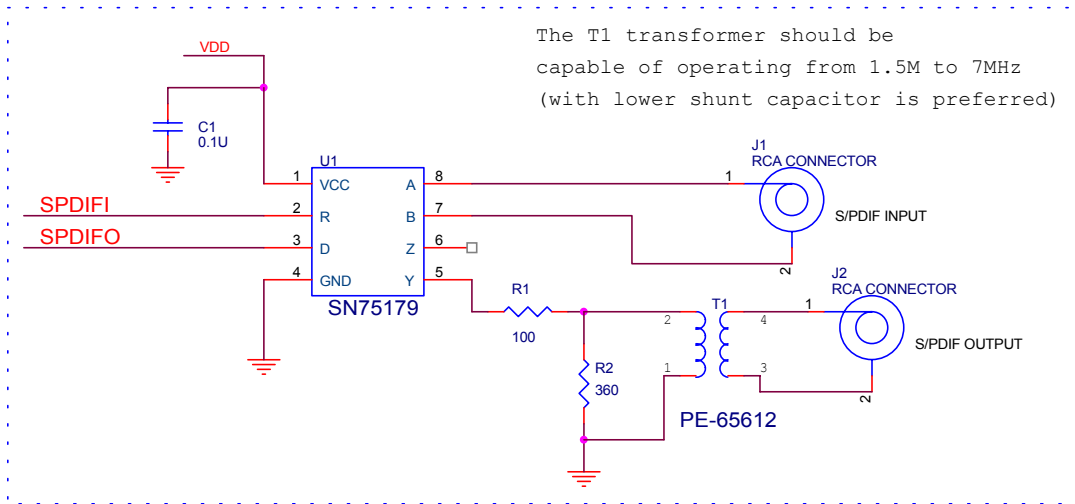 The T1 transformer should be
capable of operating from 1.5M to 7MHz
(with lower shunt capacitor is preferred)
VDD
C1
0.1U
U1
SN75179
1 VCC
2 R
3 D
4 GND
A 8
B 7
Z 6
Y 5
SPDIFI
SPDIFO
J1
RCA CONNECTOR
1
2
S/PDIF INPUT
R1
100
R2
360
T1
2
1
4
3
PE-65612
J2
RCA CONNECTOR
1
2
S/PDIF OUTPUT